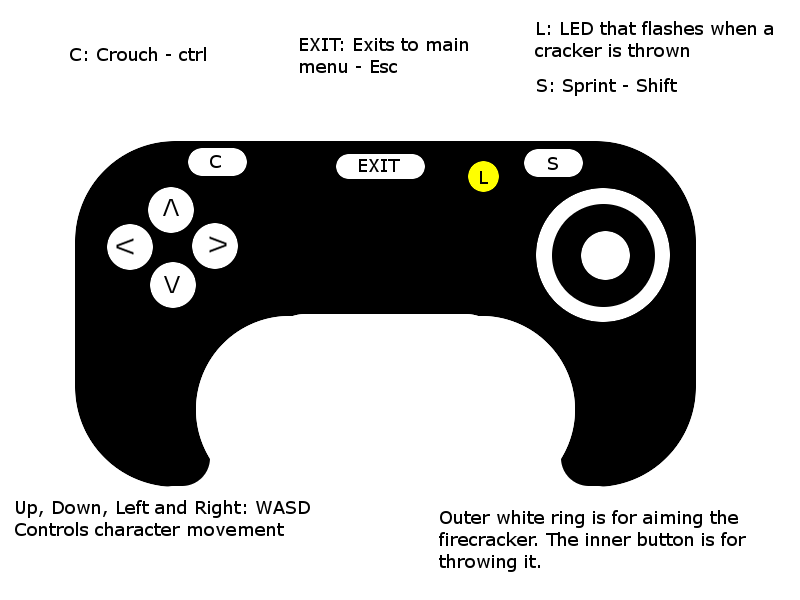 C: Crouch - ctrl
EXIT: Exits to main
menu - Esc
L: LED that flashes when a
cracker is thrown
S: Sprint - Shift
C
EXIT
L
S
Λ
<
>
V
Up, Down, Left and Right: WASD
Controls character movement
Outer white ring is for aiming the
firecracker. The inner button is for
throwing it.